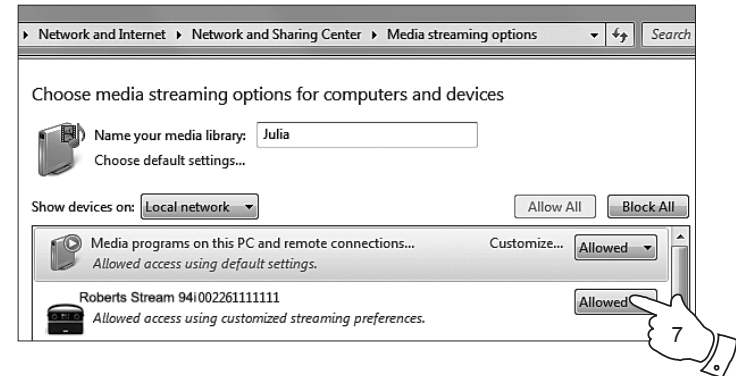 Network and Internet ▸ Network and Sharing Center ▸ Media streaming options Search
Choose media streaming options for computers and devices
Name your media library: Julia
Choose default settings...
Show devices on: Local network Allow All Block All
Media programs on this PC and remote connections... Customize... Allowed
Allowed access using default settings.
Roberts Stream 94i 002261111111 Allowed
Allowed access using customized streaming preferences.
7